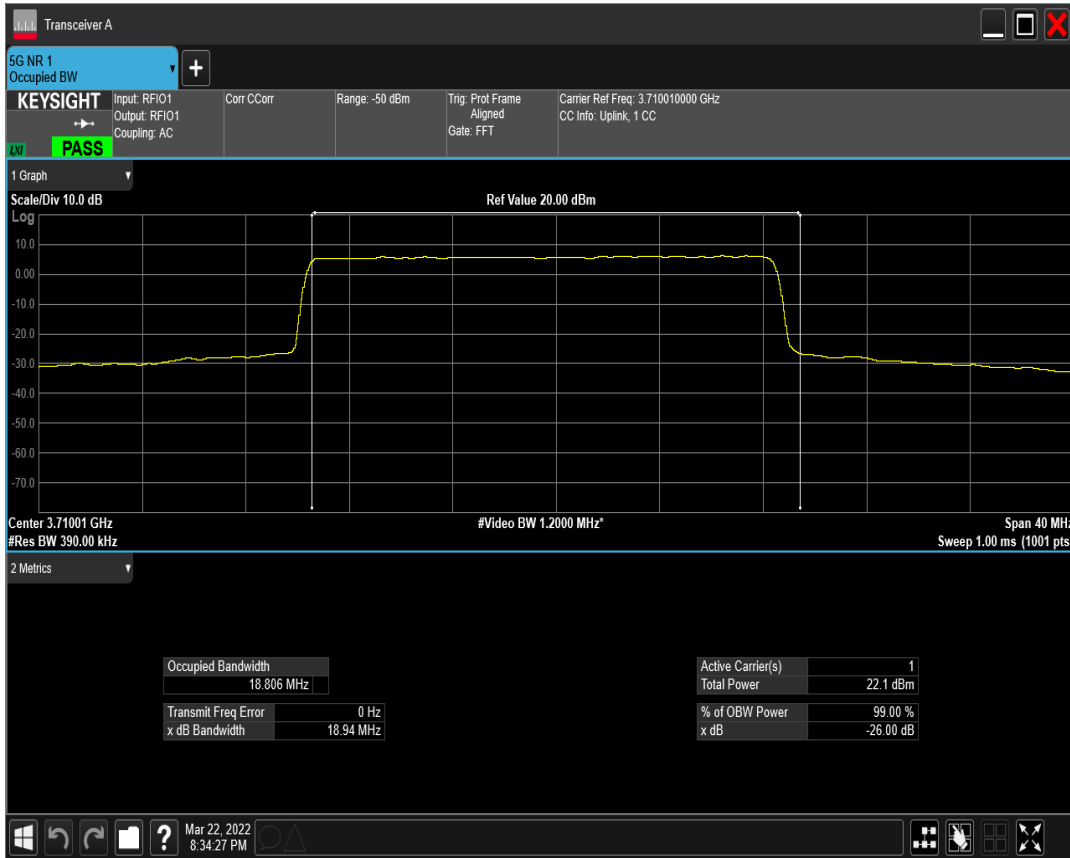 Transceiver A
5G NR 1
Occupied BW
+
KEYSIGHT
LXI
PASS
Input: RFIO1
Output: RFIO1
Coupling: AC
Corr CCorr
Range: -50 dBm
Trig: Prot Frame
Aligned
Gate: FFT
Carrier Ref Freq: 3.710010000 GHz
CC Info: Uplink, 1 CC
1 Graph
Scale/Div 10.0 dB
Ref Value 20.00 dBm
Log
10.0
0.00
-10.0
-20.0
-30.0
-40.0
-50.0
-60.0
-70.0
Center 3.71001 GHz
#Video BW 1.2000 MHz*
Span 40 MHz
#Res BW 390.00 kHz
Sweep 1.00 ms (1001 pts
2 Metrics
Occupied Bandwidth
18.806 MHz
Transmit Freq Error 0 Hz
x dB Bandwidth 18.94 MHz
Active Carrier(s) 1
Total Power 22.1 dBm
% of OBW Power 99.00 %
x dB -26.00 dB
?
Mar 22, 2022
8:34:27 PM